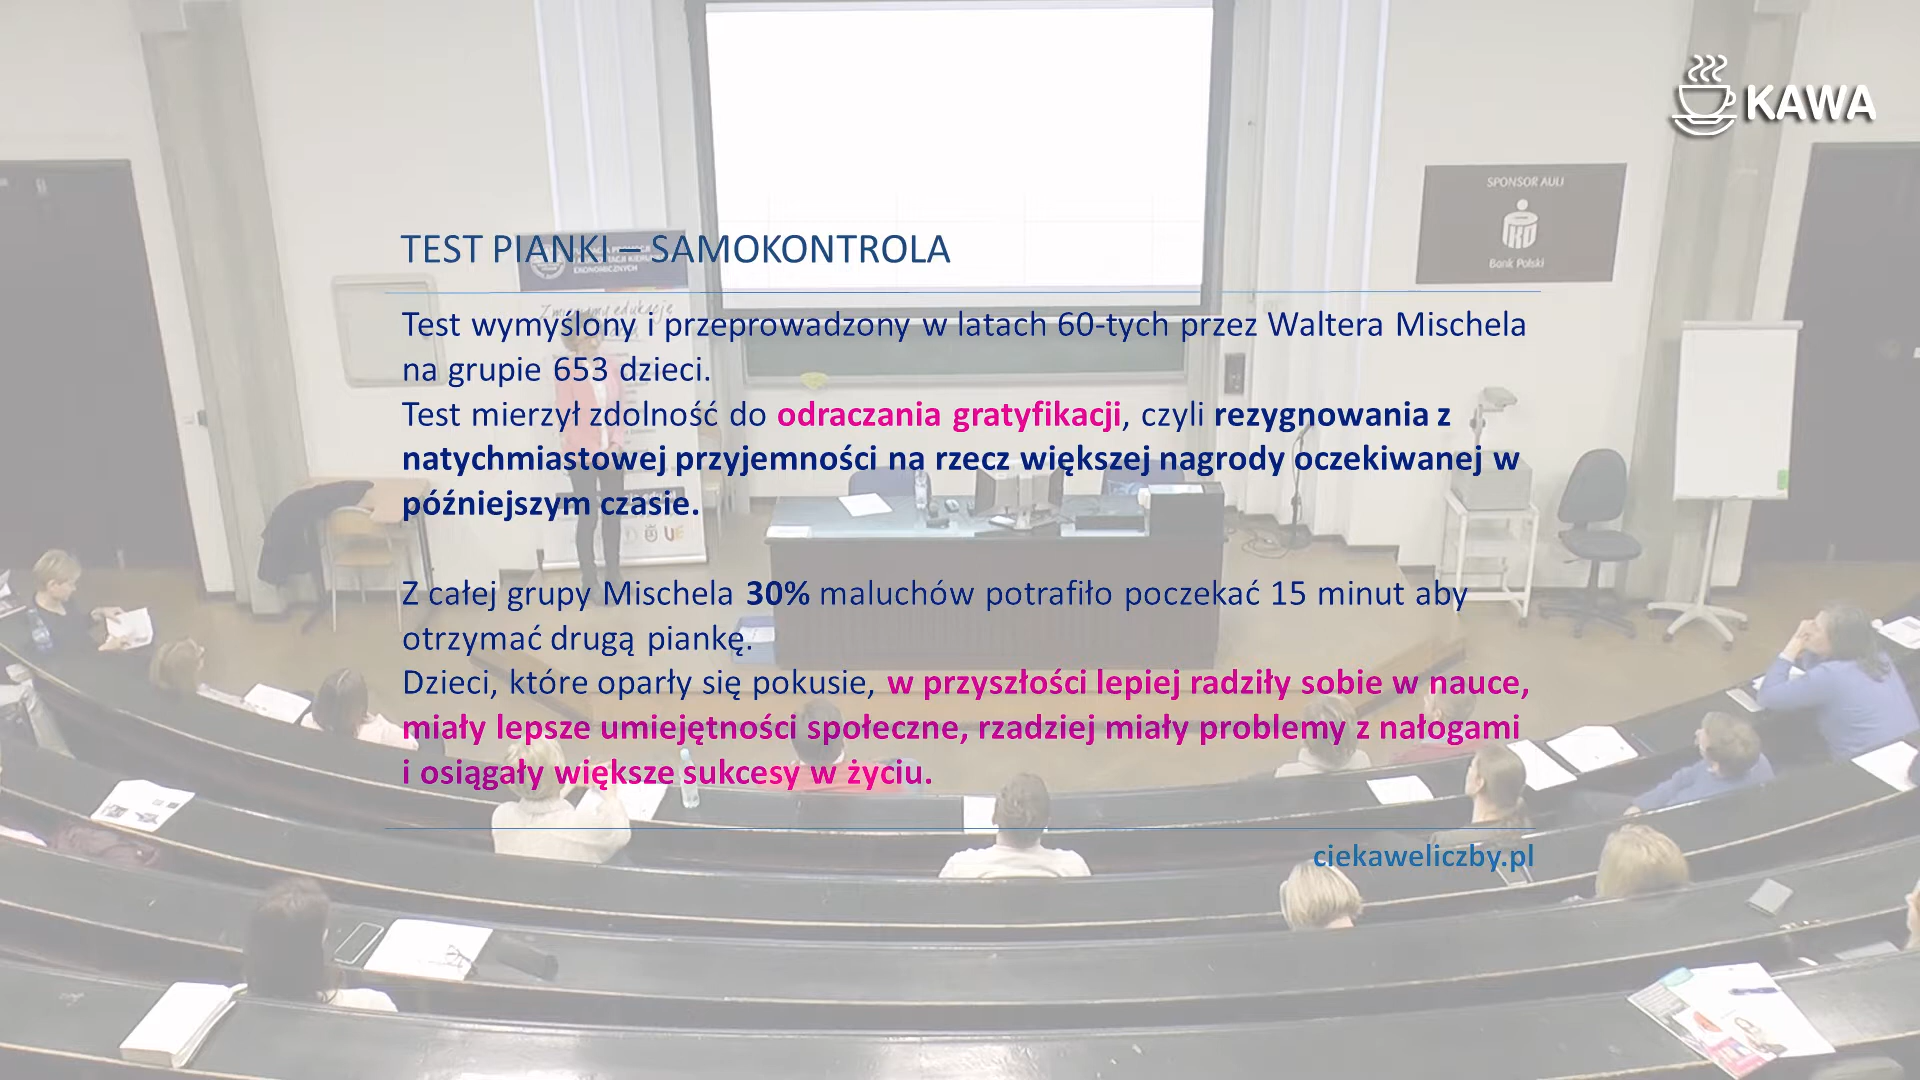 KAWA
SPONSOR AULI
Bank Polski
TEST PIANKI – SAMOKONTROLA
EKONOMICZNYCH
Zmieniamy edukację
Test wymyślony i przeprowadzony w latach 60-tych przez Waltera Mischela
na grupie 653 dzieci.
Test mierzył zdolność do odraczania gratyfikacji, czyli rezygnowania z
natychmiastowej przyjemności na rzecz większej nagrody oczekiwanej w
późniejszym czasie.
Z całej grupy Mischela 30% maluchów potrafiło poczekać 15 minut aby
otrzymać drugą piankę.
Dzieci, które oparły się pokusie, w przyszłości lepiej radziły sobie w nauce,
miały lepsze umiejętności społeczne, rzadziej miały problemy z nałogami
i osiągały większe sukcesy w życiu.
ciekaweliczby.pl